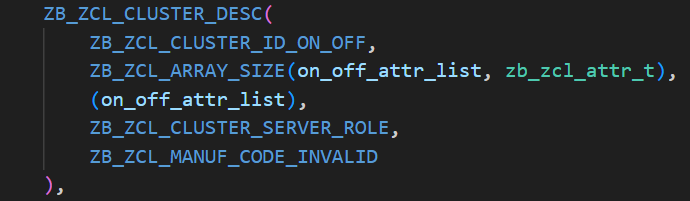 ZB_ZCL_CLUSTER_DESC(
    ZB_ZCL_CLUSTER_ID_ON_OFF,
    ZB_ZCL_ARRAY_SIZE(on_off_attr_list, zb_zcl_attr_t),
    (on_off_attr_list),
    ZB_ZCL_CLUSTER_SERVER_ROLE,
    ZB_ZCL_MANUF_CODE_INVALID
),